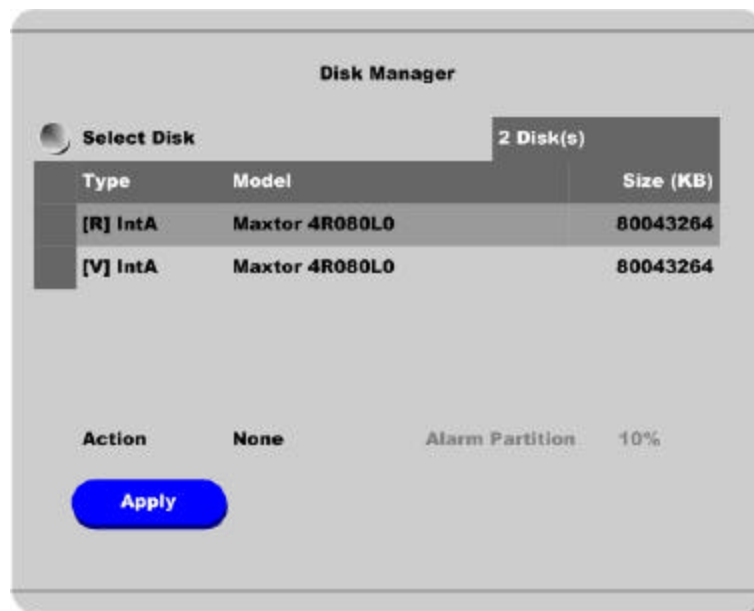 Disk Manager
Select Disk 2 Disk(s)
Type Model Size (KB)
[R] IntA Maxtor 4R080L0 80043264
[V] IntA Maxtor 4R080L0 80043264
Action None Alarm Partition 10%
Apply